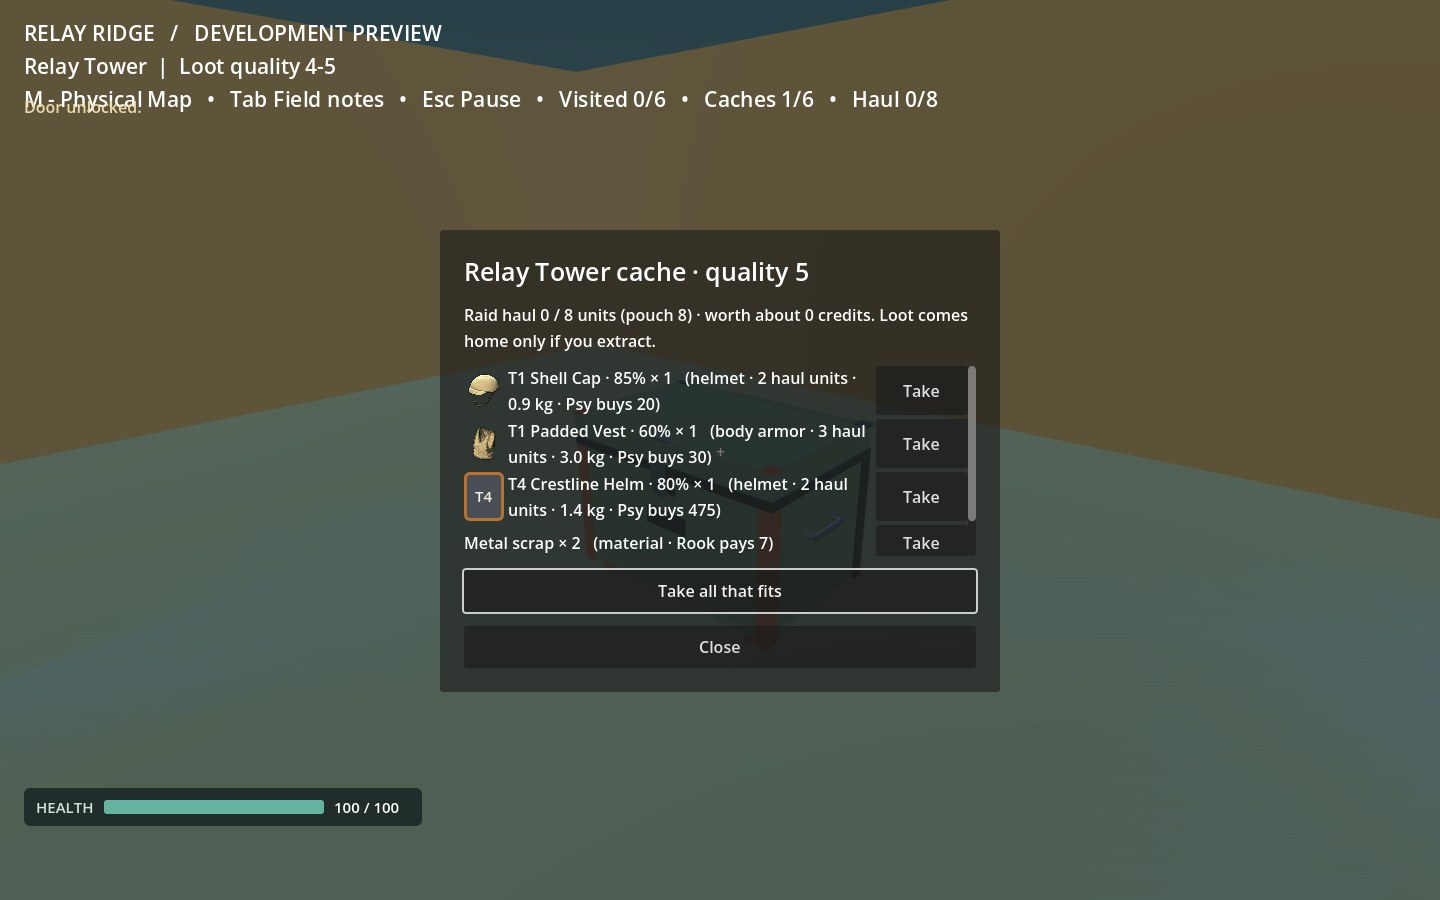 RELAY RIDGE / DEVELOPMENT PREVIEW
Relay Tower | Loot quality 4-5
M - Physical Map • Tab Field notes • Esc Pause • Visited 0/6 • Caches 1/6 • Haul 0/8
Door unlocked.
Relay Tower cache · quality 5
Raid haul 0 / 8 units (pouch 8) · worth about 0 credits. Loot comes
home only if you extract.
T1 Shell Cap · 85% × 1 (helmet · 2 haul units ·
0.9 kg · Psy buys 20)
Take
T1 Padded Vest · 60% × 1 (body armor · 3 haul
units · 3.0 kg · Psy buys 30)
Take
T4
T4 Crestline Helm · 80% × 1 (helmet · 2 haul
units · 1.4 kg · Psy buys 475)
Take
Metal scrap × 2 (material · Rook pays 7)
Take
Take all that fits
Close
HEALTH 100 / 100